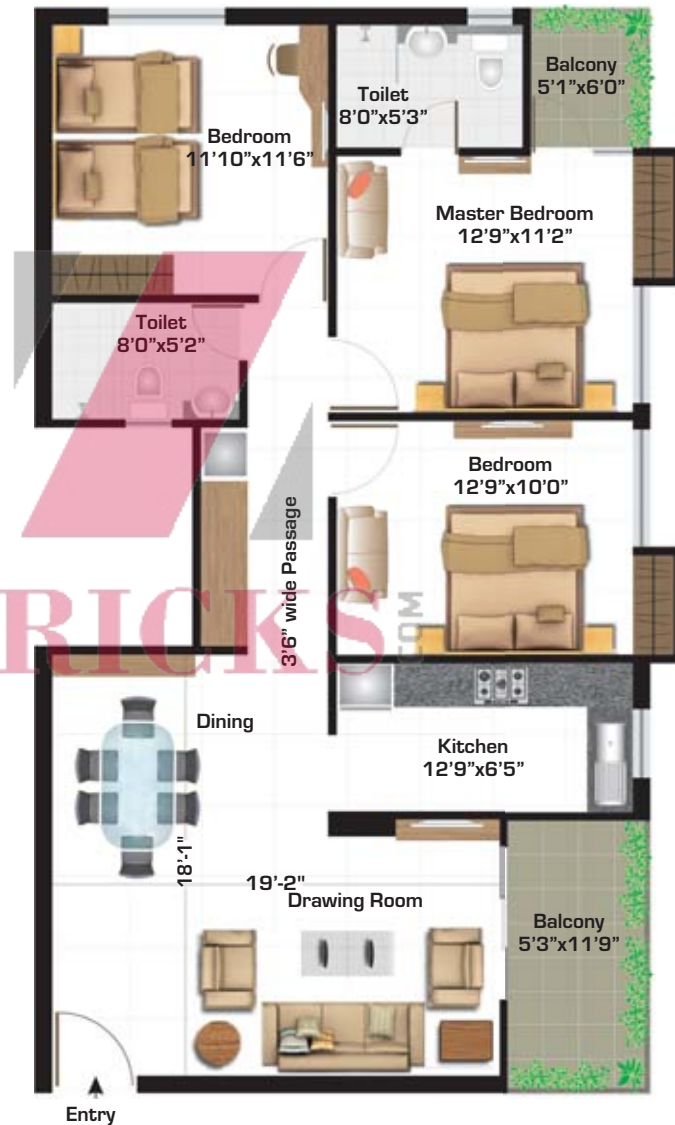 Toilet
8'0"x5'3"
Balcony
5'1"x6'0"
Bedroom
11'10"x11'6"
Master Bedroom
12'9"x11'2"
Toilet
8'0"x5'2"
Bedroom
12'9"x10'0"
3'6" wide Passage
RICKS
.COM
Dining
Kitchen
12'9"x6'5"
18'-1"
19'-2"
Drawing Room
Balcony
5'3"x11'9"
Entry